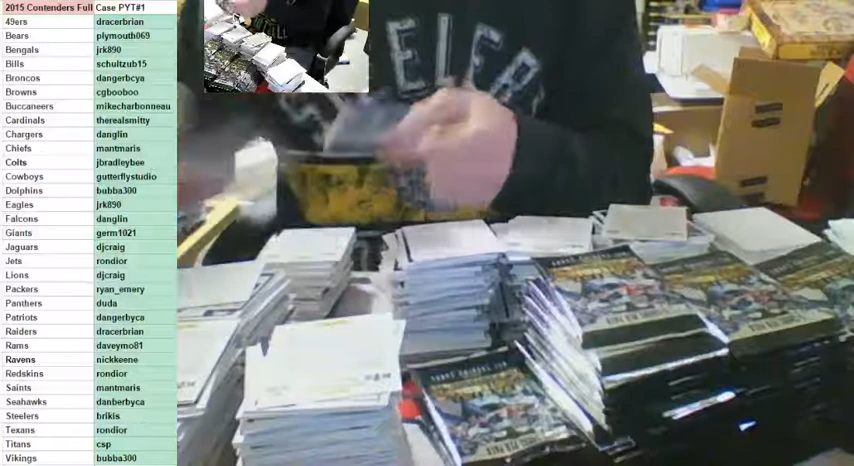 2015 Contenders Full Case PYT#1
49ers dracerbrian
Bears plymouth069
Bengals jrk890
Bills schultzub15
Broncos dangerbcya
Browns cgbooboo
Buccaneers mikecharbonneau
Cardinals therealsmitty
Chargers danglin
Chiefs mantmaris
Colts jbradleybee
Cowboys gutterflystudio
Dolphins bubba300
Eagles jrk890
Falcons danglin
Giants germ1021
Jaguars djcraig
Jets rondior
Lions djcraig
Packers ryan_emery
Panthers duda
Patriots dangerbyca
Raiders dracerbrian
Rams daveymo81
Ravens nickkeene
Redskins rondior
Saints mantmaris
Seahawks danberbyca
Steelers brikis
Texans rondior
Titans csp
Vikings bubba300